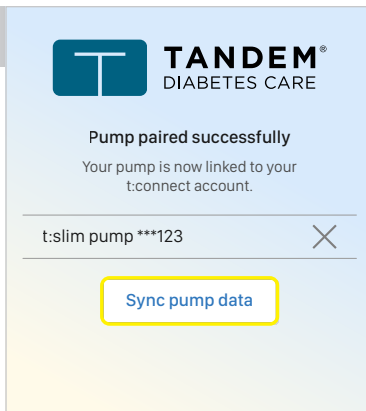 TANDEM®
DIABETES CARE
Pump paired successfully
Your pump is now linked to your
t:connect account.
t:slim pump ***123
Sync pump data